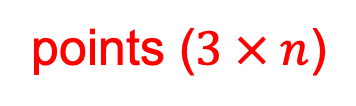 points (3 × n)